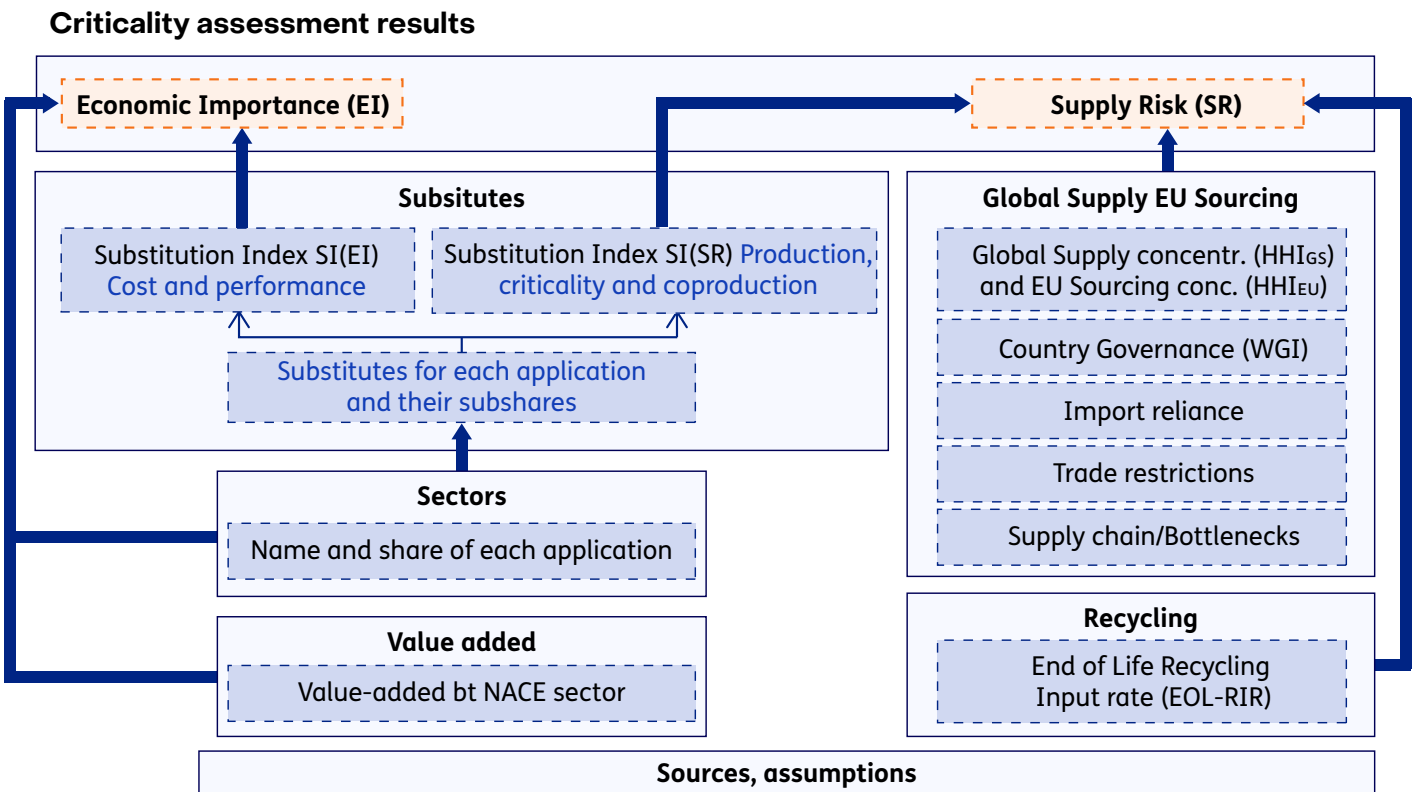 Criticality assessment results
Economic Importance (EI)
Supply Risk (SR)
Subsitutes
Substitution Index SI(EI)
Cost and performance
Substitution Index SI(SR) Production,
criticality and coproduction
Substitutes for each application
and their subshares
Sectors
Name and share of each application
Value added
Value-added bt NACE sector
Global Supply EU Sourcing
Global Supply concentr. (HHIGS)
and EU Sourcing conc. (HHIEU)
Country Governance (WGI)
Import reliance
Trade restrictions
Supply chain/Bottlenecks
Recycling
End of Life Recycling
Input rate (EOL-RIR)
Sources, assumptions